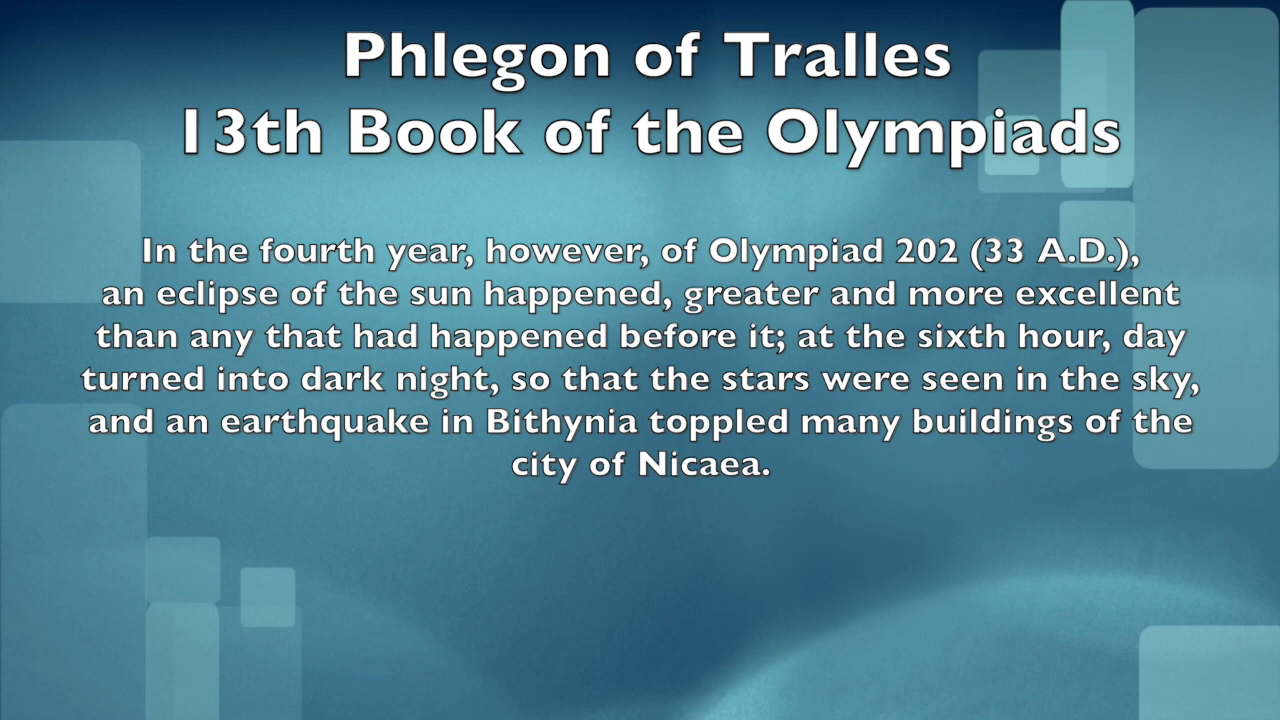 Phlegon of Tralles
13th Book of the Olympiads
In the fourth year, however, of Olympiad 202 (33 A.D.),
an eclipse of the sun happened, greater and more excellent
than any that had happened before it; at the sixth hour, day
turned into dark night, so that the stars were seen in the sky,
and an earthquake in Bithynia toppled many buildings of the
city of Nicaea.